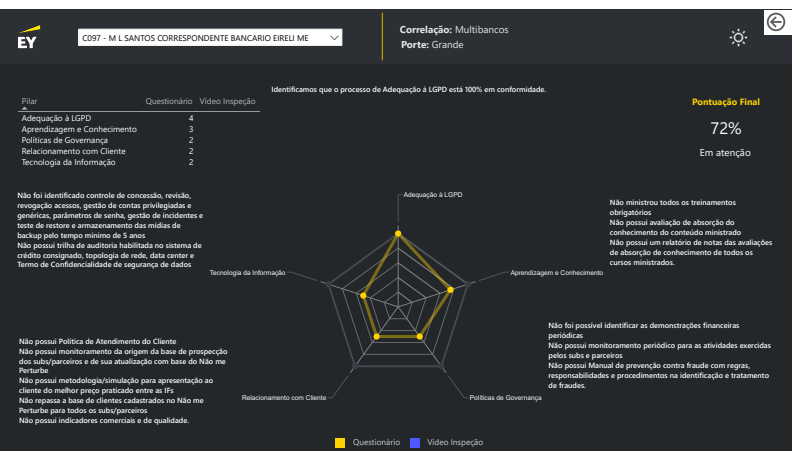 EY
C097 - M L SANTOS CORRESPONDENTE BANCARIO EIRELI ME
Correlação: Multibancos
Porte: Grande
Identificamos que o processo de Adequação à LGPD está 100% em conformidade.
Pilar Questionário Vídeo Inspeção
Adequação à LGPD 4
Aprendizagem e Conhecimento 3
Políticas de Governança 2
Relacionamento com Cliente 2
Tecnologia da Informação 2
Pontuação Final
72%
Em atenção
Não foi identificado controle de concessão, revisão,
revogação acessos, gestão de contas privilegiadas e
genéricas, parâmetros de senha, gestão de incidentes e
teste de restore e armazenamento das mídias de
backup pelo tempo mínimo de 5 anos
Não possui trilha de auditoria habilitada no sistema de
crédito consignado, topologia de rede, data center e
Termo de Confidencialidade de segurança de dados
Adequação à LGPD
Não ministrou todos os treinamentos
obrigatórios
Não possui avaliação de absorção do
conhecimento do conteúdo ministrado
Não possui um relatório de notas das avaliações
de absorção de conhecimento de todos os
cursos ministrados.
Tecnologia da Informação
Aprendizagem e Conhecimento
Não possui Política de Atendimento do Cliente
Não possui monitoramento da origem da base de prospecção
dos subs/parceiros e de sua atualização com base do Não me
Perturbe
Não possui metodologia/simulação para apresentação ao
cliente do melhor preço praticado entre as IFs
Não repassa a base de clientes cadastrados no Não me
Perturbe para todos os subs/parceiros
Não possui indicadores comerciais e de qualidade.
Não foi possível identificar as demonstrações financeiras
periódicas
Não possui monitoramento periódico para as atividades exercidas
pelos subs e parceiros
Não possui Manual de prevenção contra fraude com regras,
responsabilidades e procedimentos na identificação e tratamento
de fraudes.
Relacionamento com Cliente
Políticas de Governança
Questionário Vídeo Inspeção